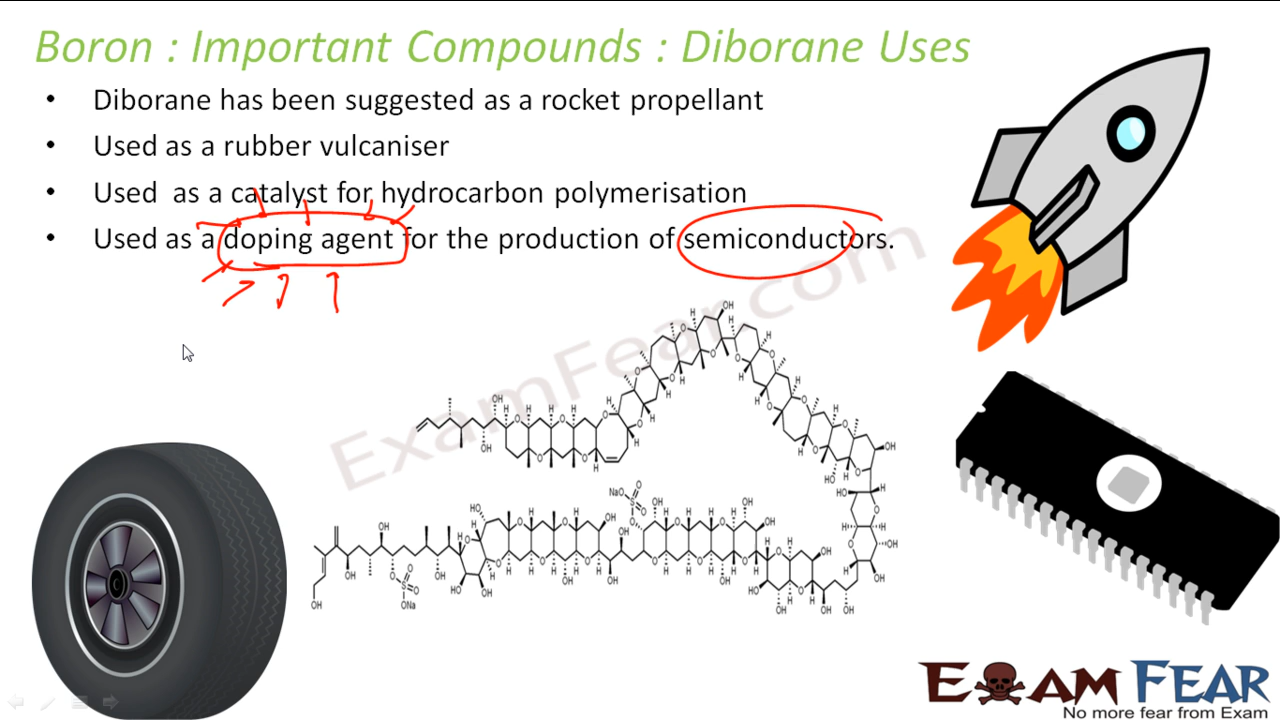 Boron : Important Compounds : Diborane Uses
• Diborane has been suggested as a rocket propellant
• Used as a rubber vulcaniser
• Used as a catalyst for hydrocarbon polymerisation
• Used as a doping agent for the production of semiconductors.
ExamFear.com
EXAM FEAR
No more fear from Exam